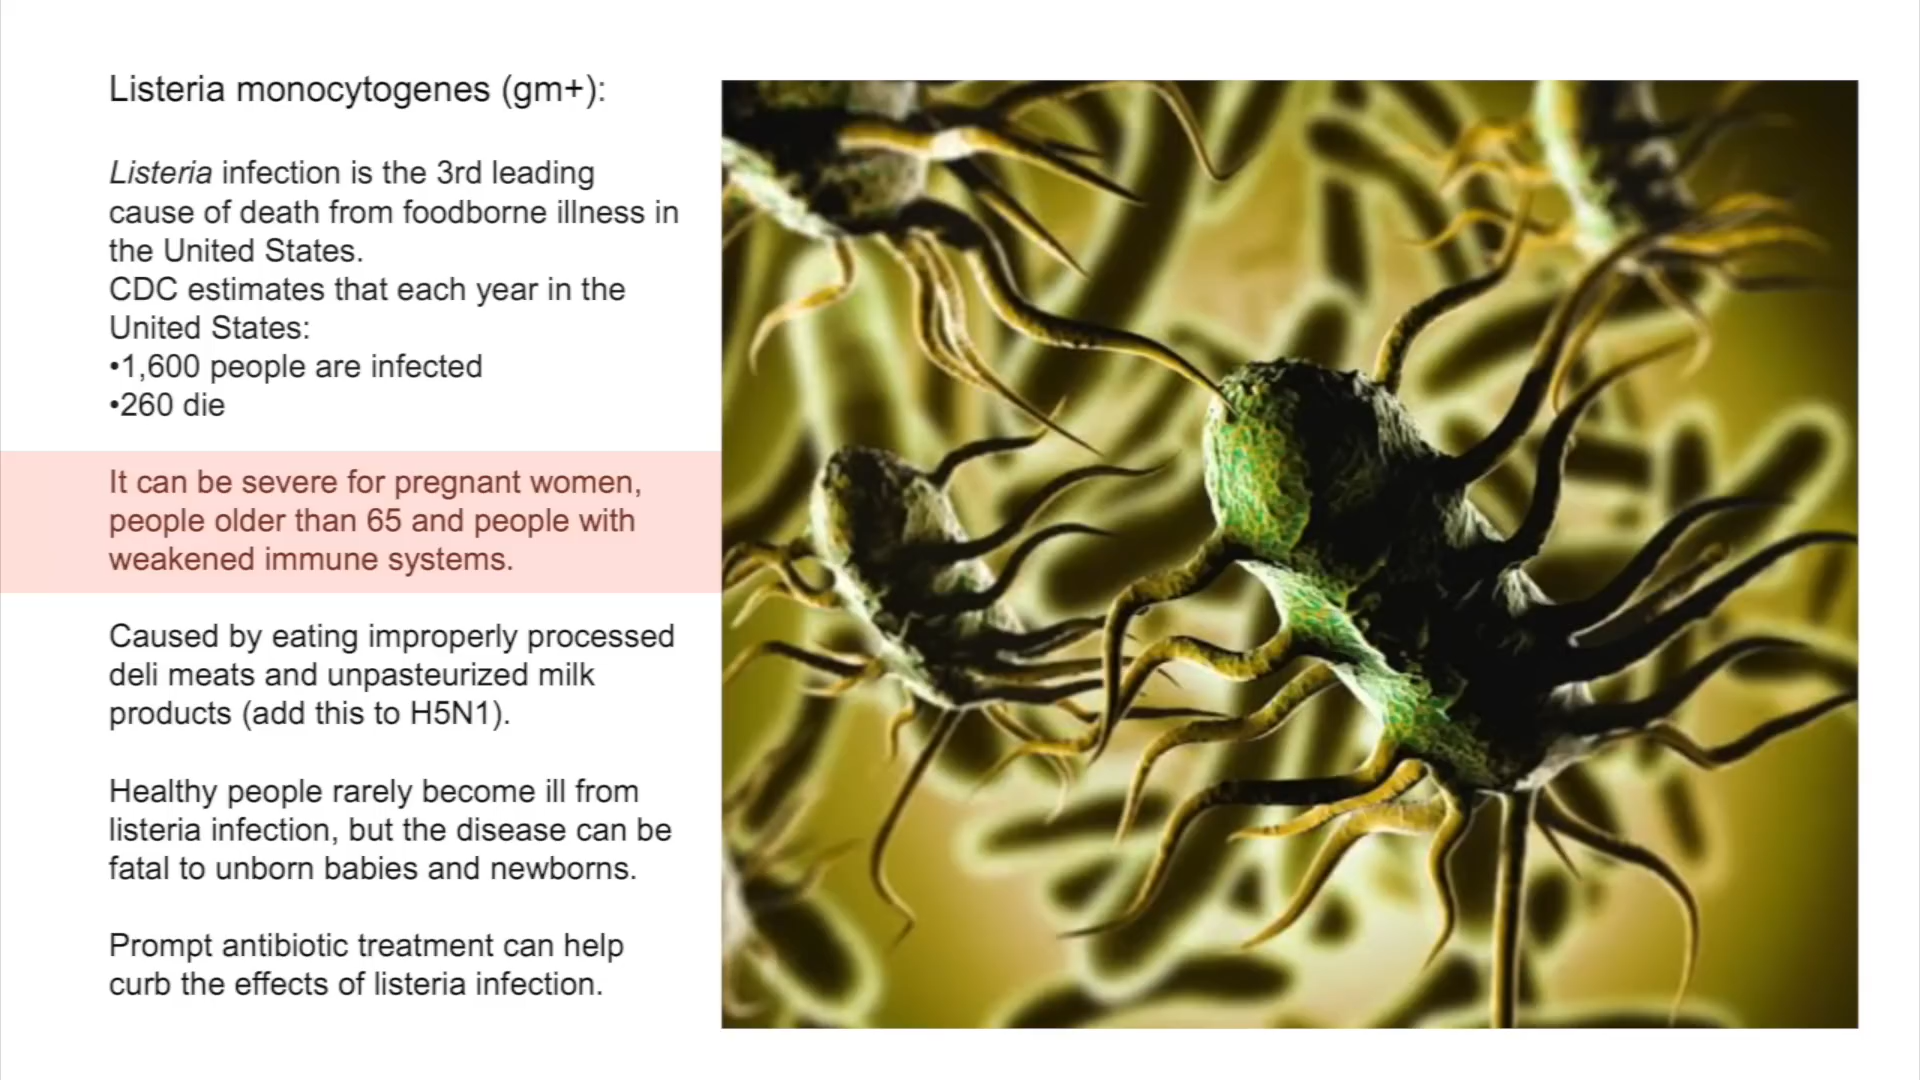 Listeria monocytogenes (gm+):
Listeria infection is the 3rd leading
cause of death from foodborne illness in
the United States.
CDC estimates that each year in the
United States:
•1,600 people are infected
•260 die
It can be severe for pregnant women,
people older than 65 and people with
weakened immune systems.
Caused by eating improperly processed
deli meats and unpasteurized milk
products (add this to H5N1).
Healthy people rarely become ill from
listeria infection, but the disease can be
fatal to unborn babies and newborns.
Prompt antibiotic treatment can help
curb the effects of listeria infection.